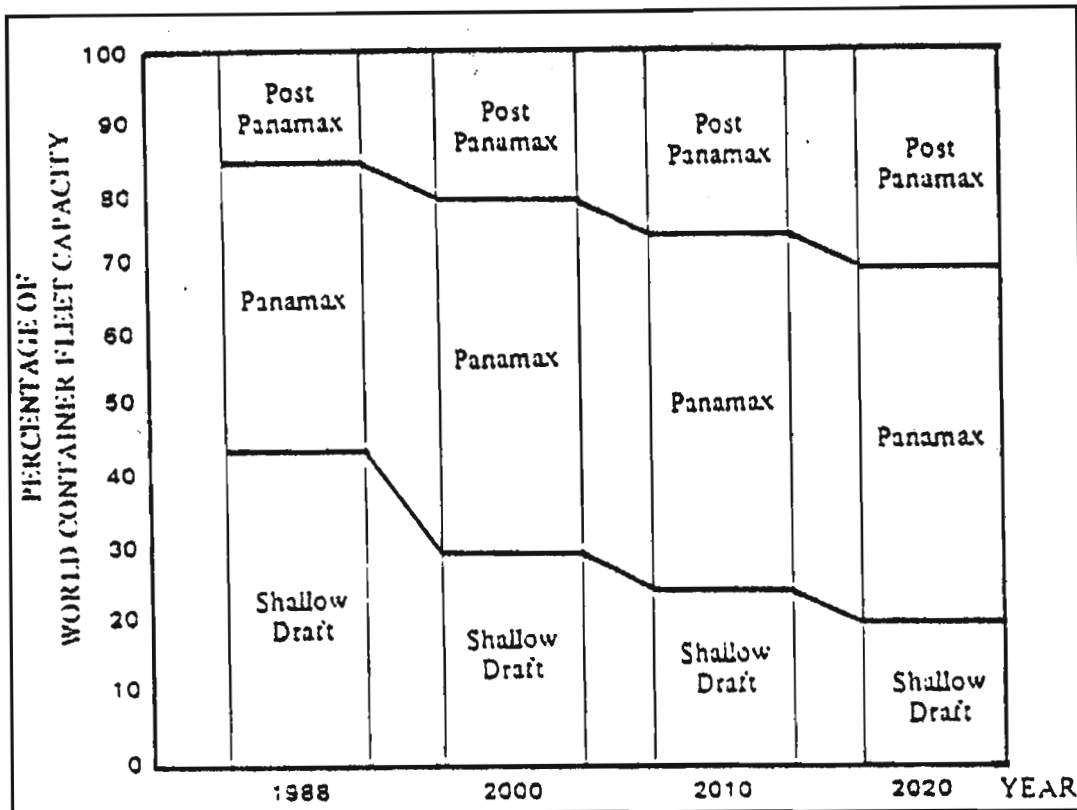 PERCENTAGE OF
WORLD CONTAINER FLEET CAPACITY
100
90
80
70
60
50
40
30
20
10
0
Post
Panamax
Panamax
Shallow
Draft
Post
Panamax
Panamax
Shallow
Draft
Post
Panamax
Panamax
Shallow
Draft
Post
Panamax
Panamax
Shallow
Draft
1988
2000
2010
2020
YEAR